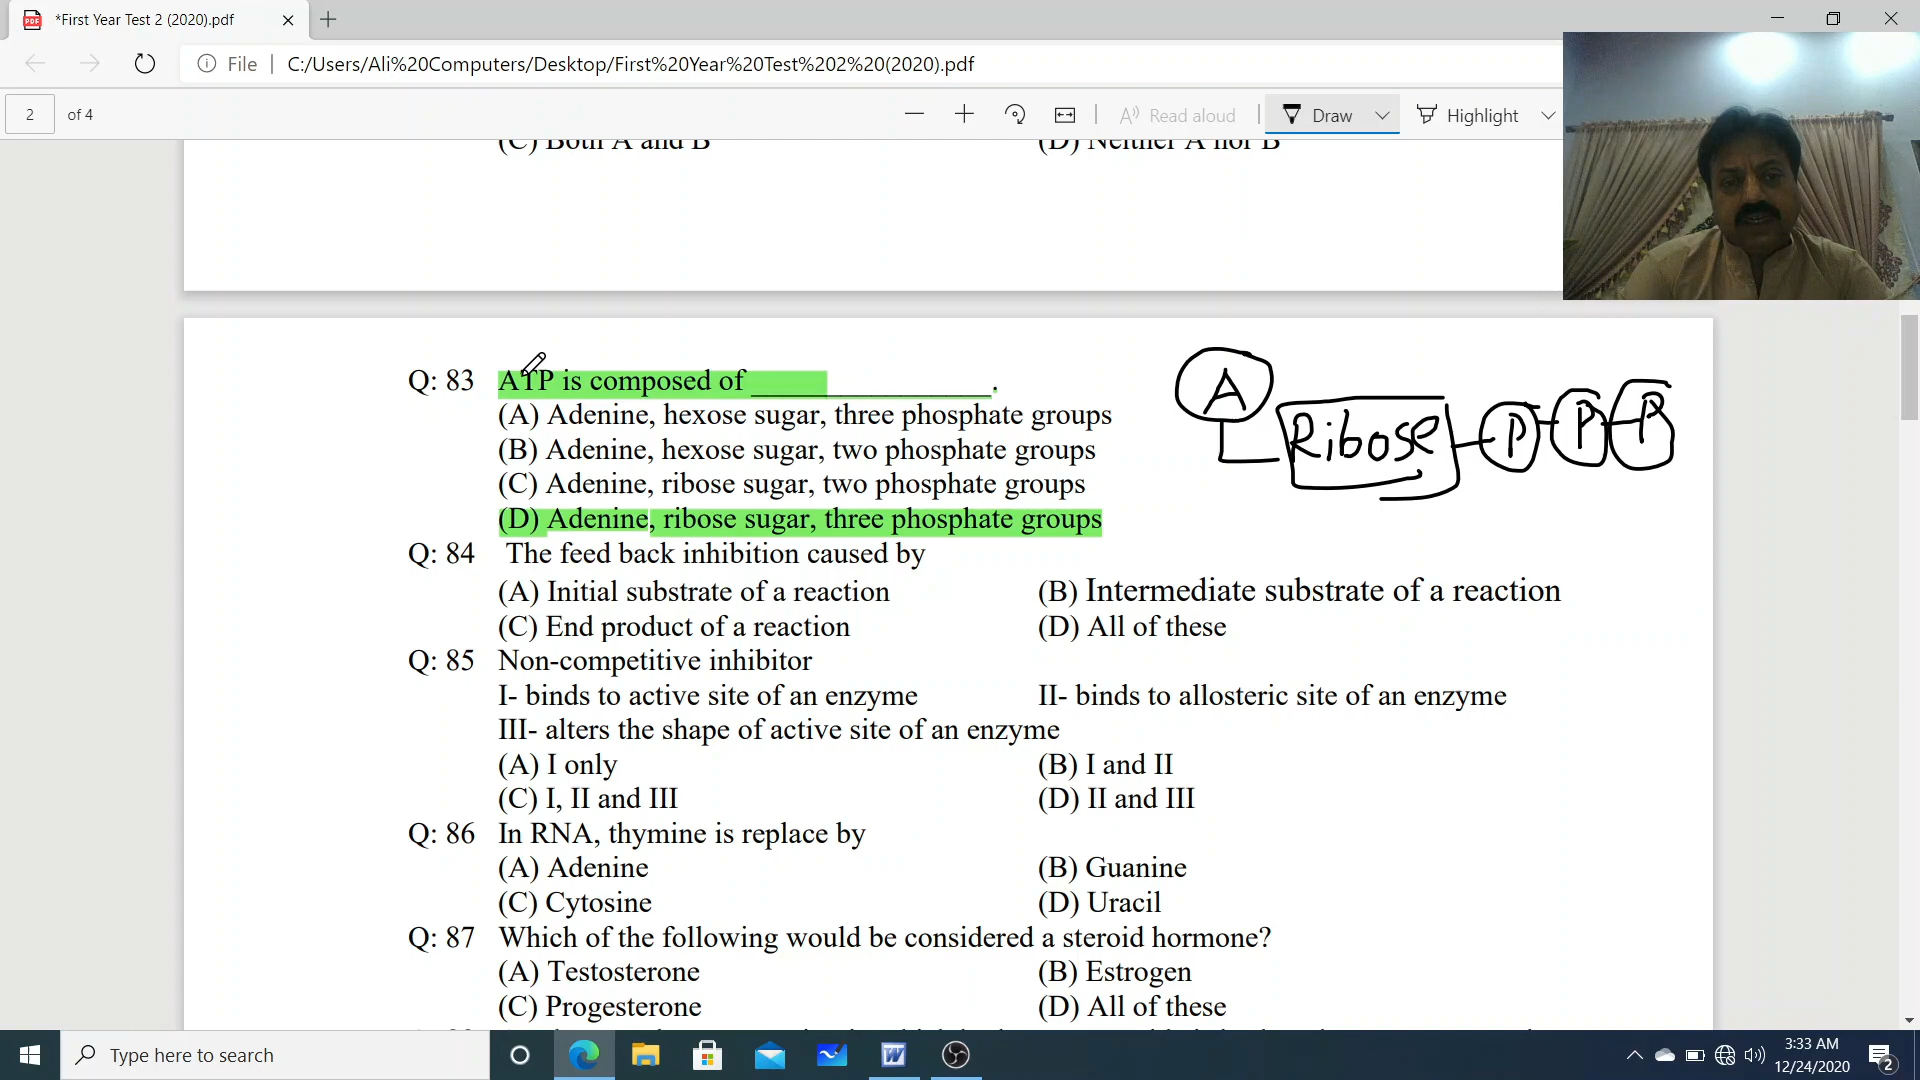 *First Year Test 2 (2020).pdf
File | C:/Users/Ali%20Computers/Desktop/First%20Year%20Test%202%20(2020).pdf
2 of 4 Read aloud Draw Highlight
(C) Both A and B (D) Neither A nor B
Q: 83 ATP is composed of ________________.
(A) Adenine, hexose sugar, three phosphate groups
(B) Adenine, hexose sugar, two phosphate groups
(C) Adenine, ribose sugar, two phosphate groups
(D) Adenine, ribose sugar, three phosphate groups
A
Ribose P P P
Q: 84 The feed back inhibition caused by
(A) Initial substrate of a reaction (B) Intermediate substrate of a reaction
(C) End product of a reaction (D) All of these
Q: 85 Non-competitive inhibitor
I- binds to active site of an enzyme II- binds to allosteric site of an enzyme
III- alters the shape of active site of an enzyme
(A) I only (B) I and II
(C) I, II and III (D) II and III
Q: 86 In RNA, thymine is replace by
(A) Adenine (B) Guanine
(C) Cytosine (D) Uracil
Q: 87 Which of the following would be considered a steroid hormone?
(A) Testosterone (B) Estrogen
(C) Progesterone (D) All of these
Type here to search
3:33 AM
12/24/2020
2